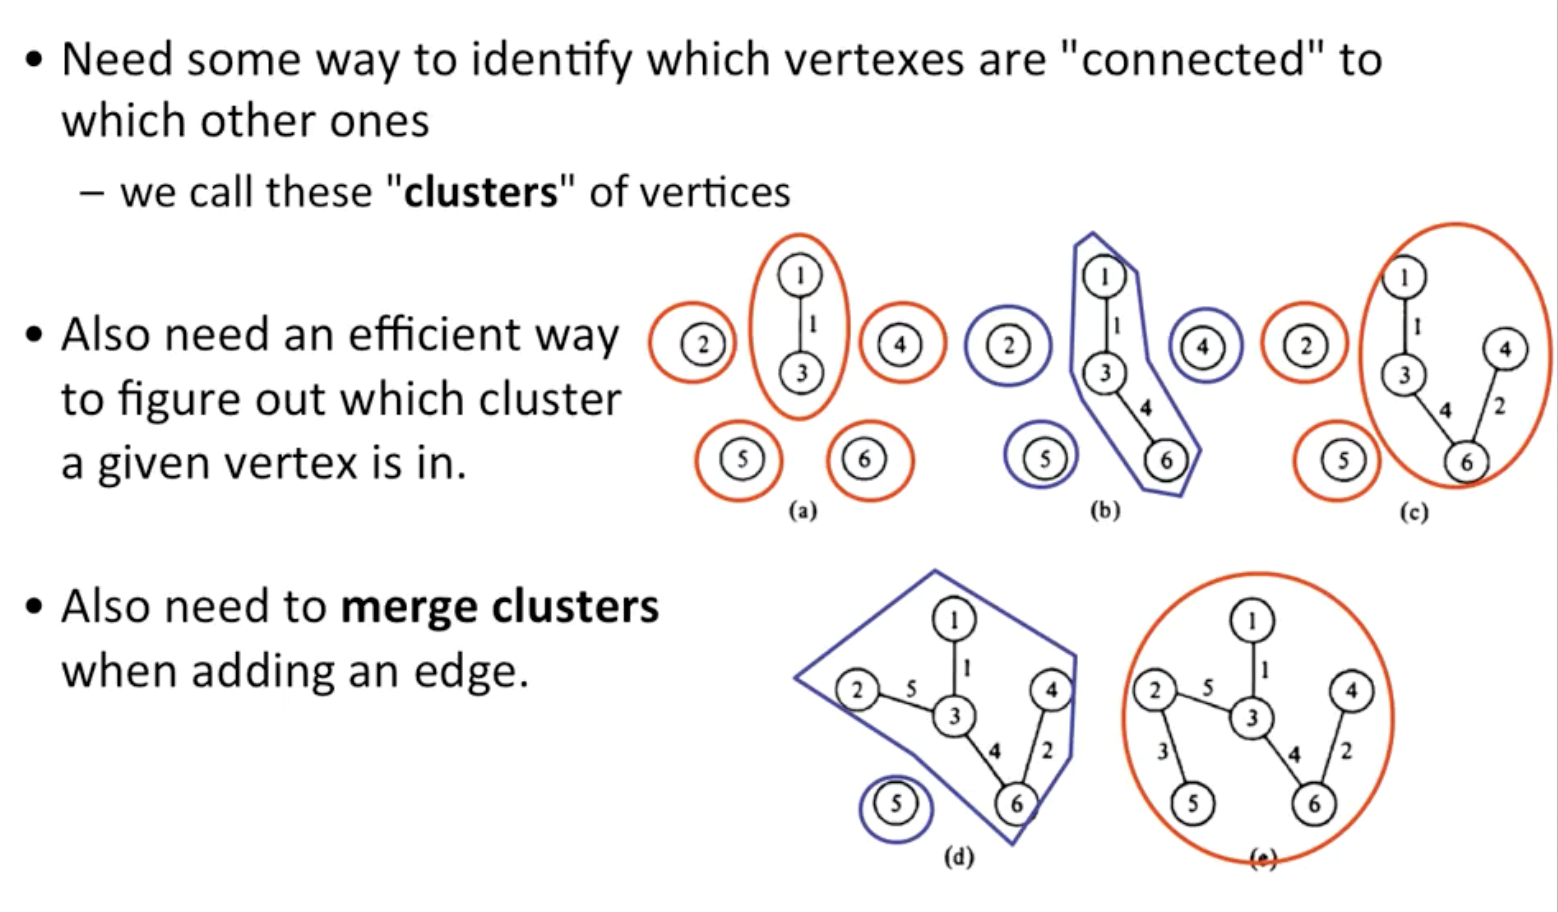 • Need some way to identify which vertexes are "connected" to
which other ones
– we call these "clusters" of vertices
• Also need an efficient way
to figure out which cluster
a given vertex is in.
• Also need to merge clusters
when adding an edge.
1
2 1 4
3
5 6
(a)
1
2 1 4
3
4
5 6
(b)
1
2 1 4
3
4 2
5 6
(c)
1
1
2 5 4
3
4 2
5 6
(d)
1
1
2 5 4
3
3 4 2
5 6
(e)